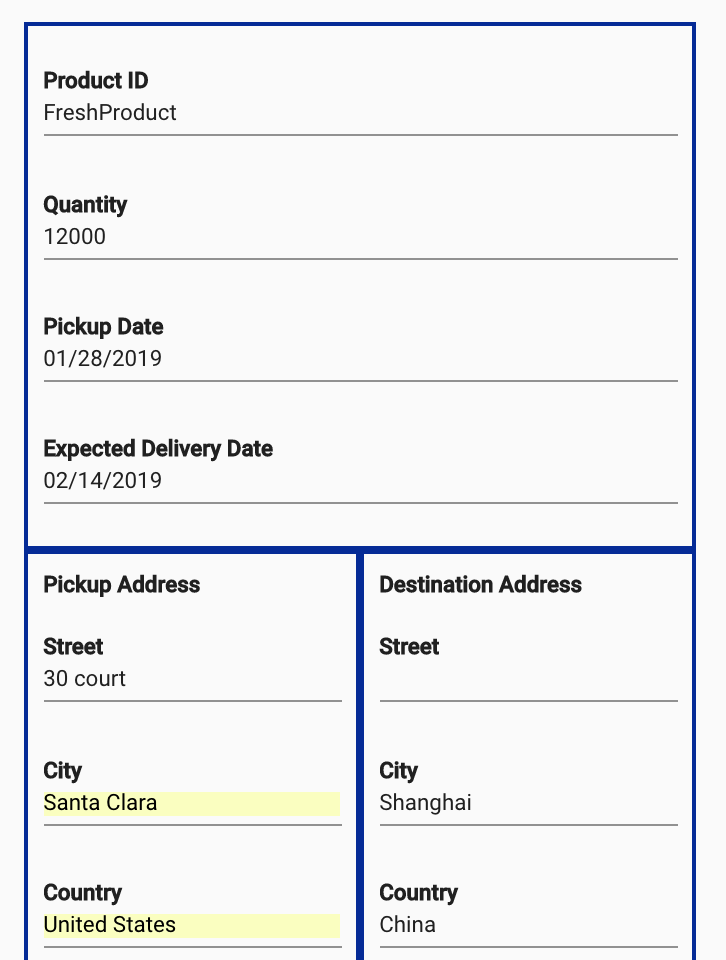 Product ID
FreshProduct
Quantity
12000
Pickup Date
01/28/2019
Expected Delivery Date
02/14/2019
Pickup Address
Street
30 court
City
Santa Clara
Country
United States
Destination Address
Street
City
Shanghai
Country
China